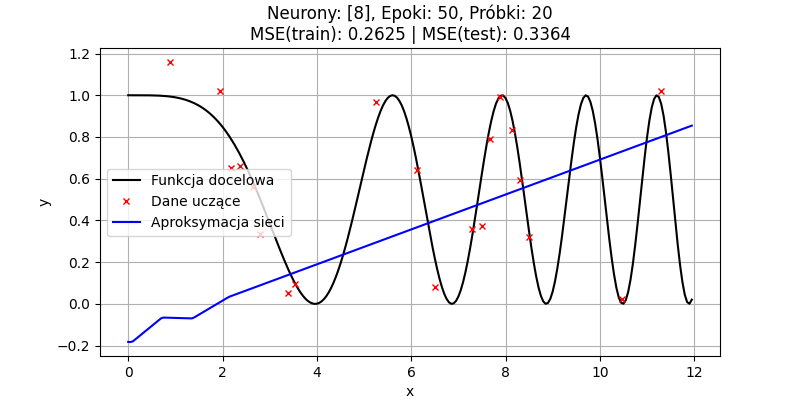 Neurony: [8], Epoki: 50, Próbki: 20
MSE(train): 0.2625 | MSE(test): 0.3364
1.2
1.0
0.8
0.6
0.4
0.2
0.0
−0.2
y
Funkcja docelowa
Dane uczące
Aproksymacja sieci
0 2 4 6 8 10 12
x